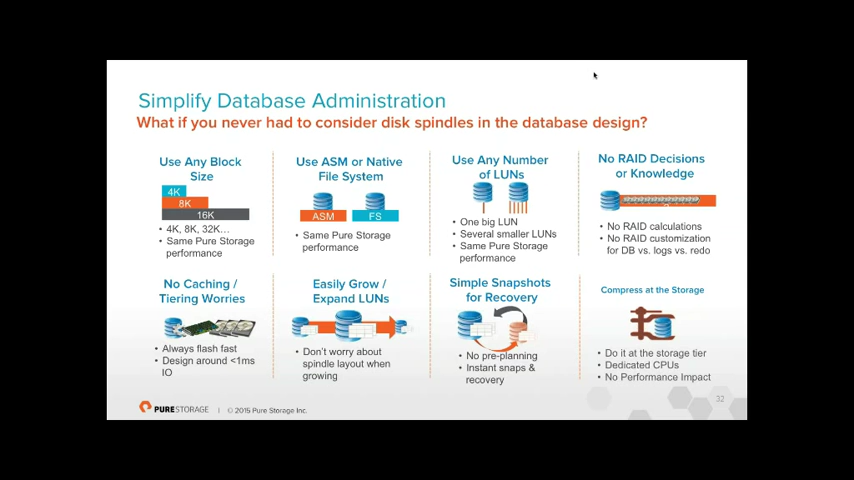 Simplify Database Administration
What if you never had to consider disk spindles in the database design?
Use Any Block
Size
4K
8K
16K
• 4K, 8K, 32K…
• Same Pure Storage
performance
Use ASM or Native
File System
ASM
FS
• Same Pure Storage
performance
Use Any Number
of LUNs
• One big LUN
• Several smaller LUNs
• Same Pure Storage
performance
No RAID Decisions
or Knowledge
• No RAID calculations
• No RAID customization
for DB vs. logs vs. redo
No Caching /
Tiering Worries
• Always flash fast
• Design around <1ms
IO
Easily Grow /
Expand LUNs
• Don't worry about
spindle layout when
growing
Simple Snapshots
for Recovery
• No pre-planning
• Instant snaps &
recovery
Compress at the Storage
• Do it at the storage tier
• Dedicated CPUs
• No Performance Impact
PURESTORAGE | © 2015 Pure Storage Inc.
32